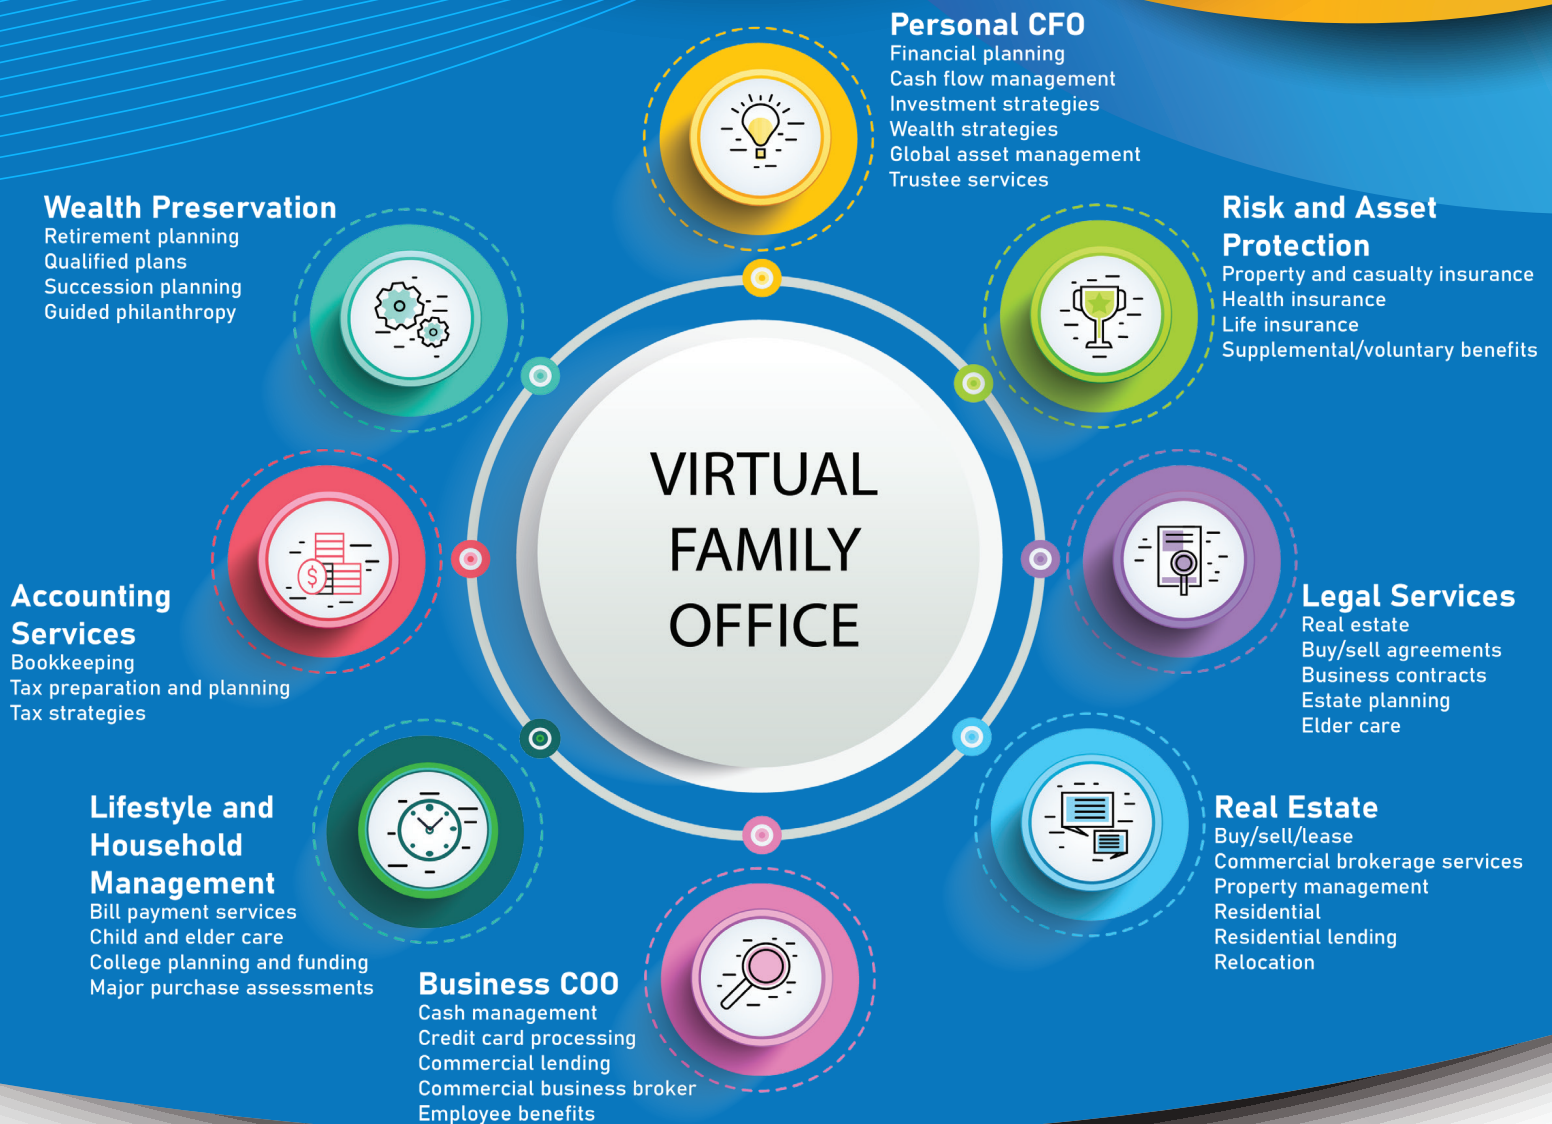 Personal CFO
Financial planning
Cash flow management
Investment strategies
Wealth strategies
Global asset management
Trustee services
Risk and Asset
Protection
Property and casualty insurance
Health insurance
Life insurance
Supplemental/voluntary benefits
Legal Services
Real estate
Buy/sell agreements
Business contracts
Estate planning
Elder care
Real Estate
Buy/sell/lease
Commercial brokerage services
Property management
Residential
Residential lending
Relocation
Business COO
Cash management
Credit card processing
Commercial lending
Commercial business broker
Employee benefits
Lifestyle and
Household
Management
Bill payment services
Child and elder care
College planning and funding
Major purchase assessments
Accounting
Services
Bookkeeping
Tax preparation and planning
Tax strategies
Wealth Preservation
Retirement planning
Qualified plans
Succession planning
Guided philanthropy
VIRTUAL
FAMILY
OFFICE
$